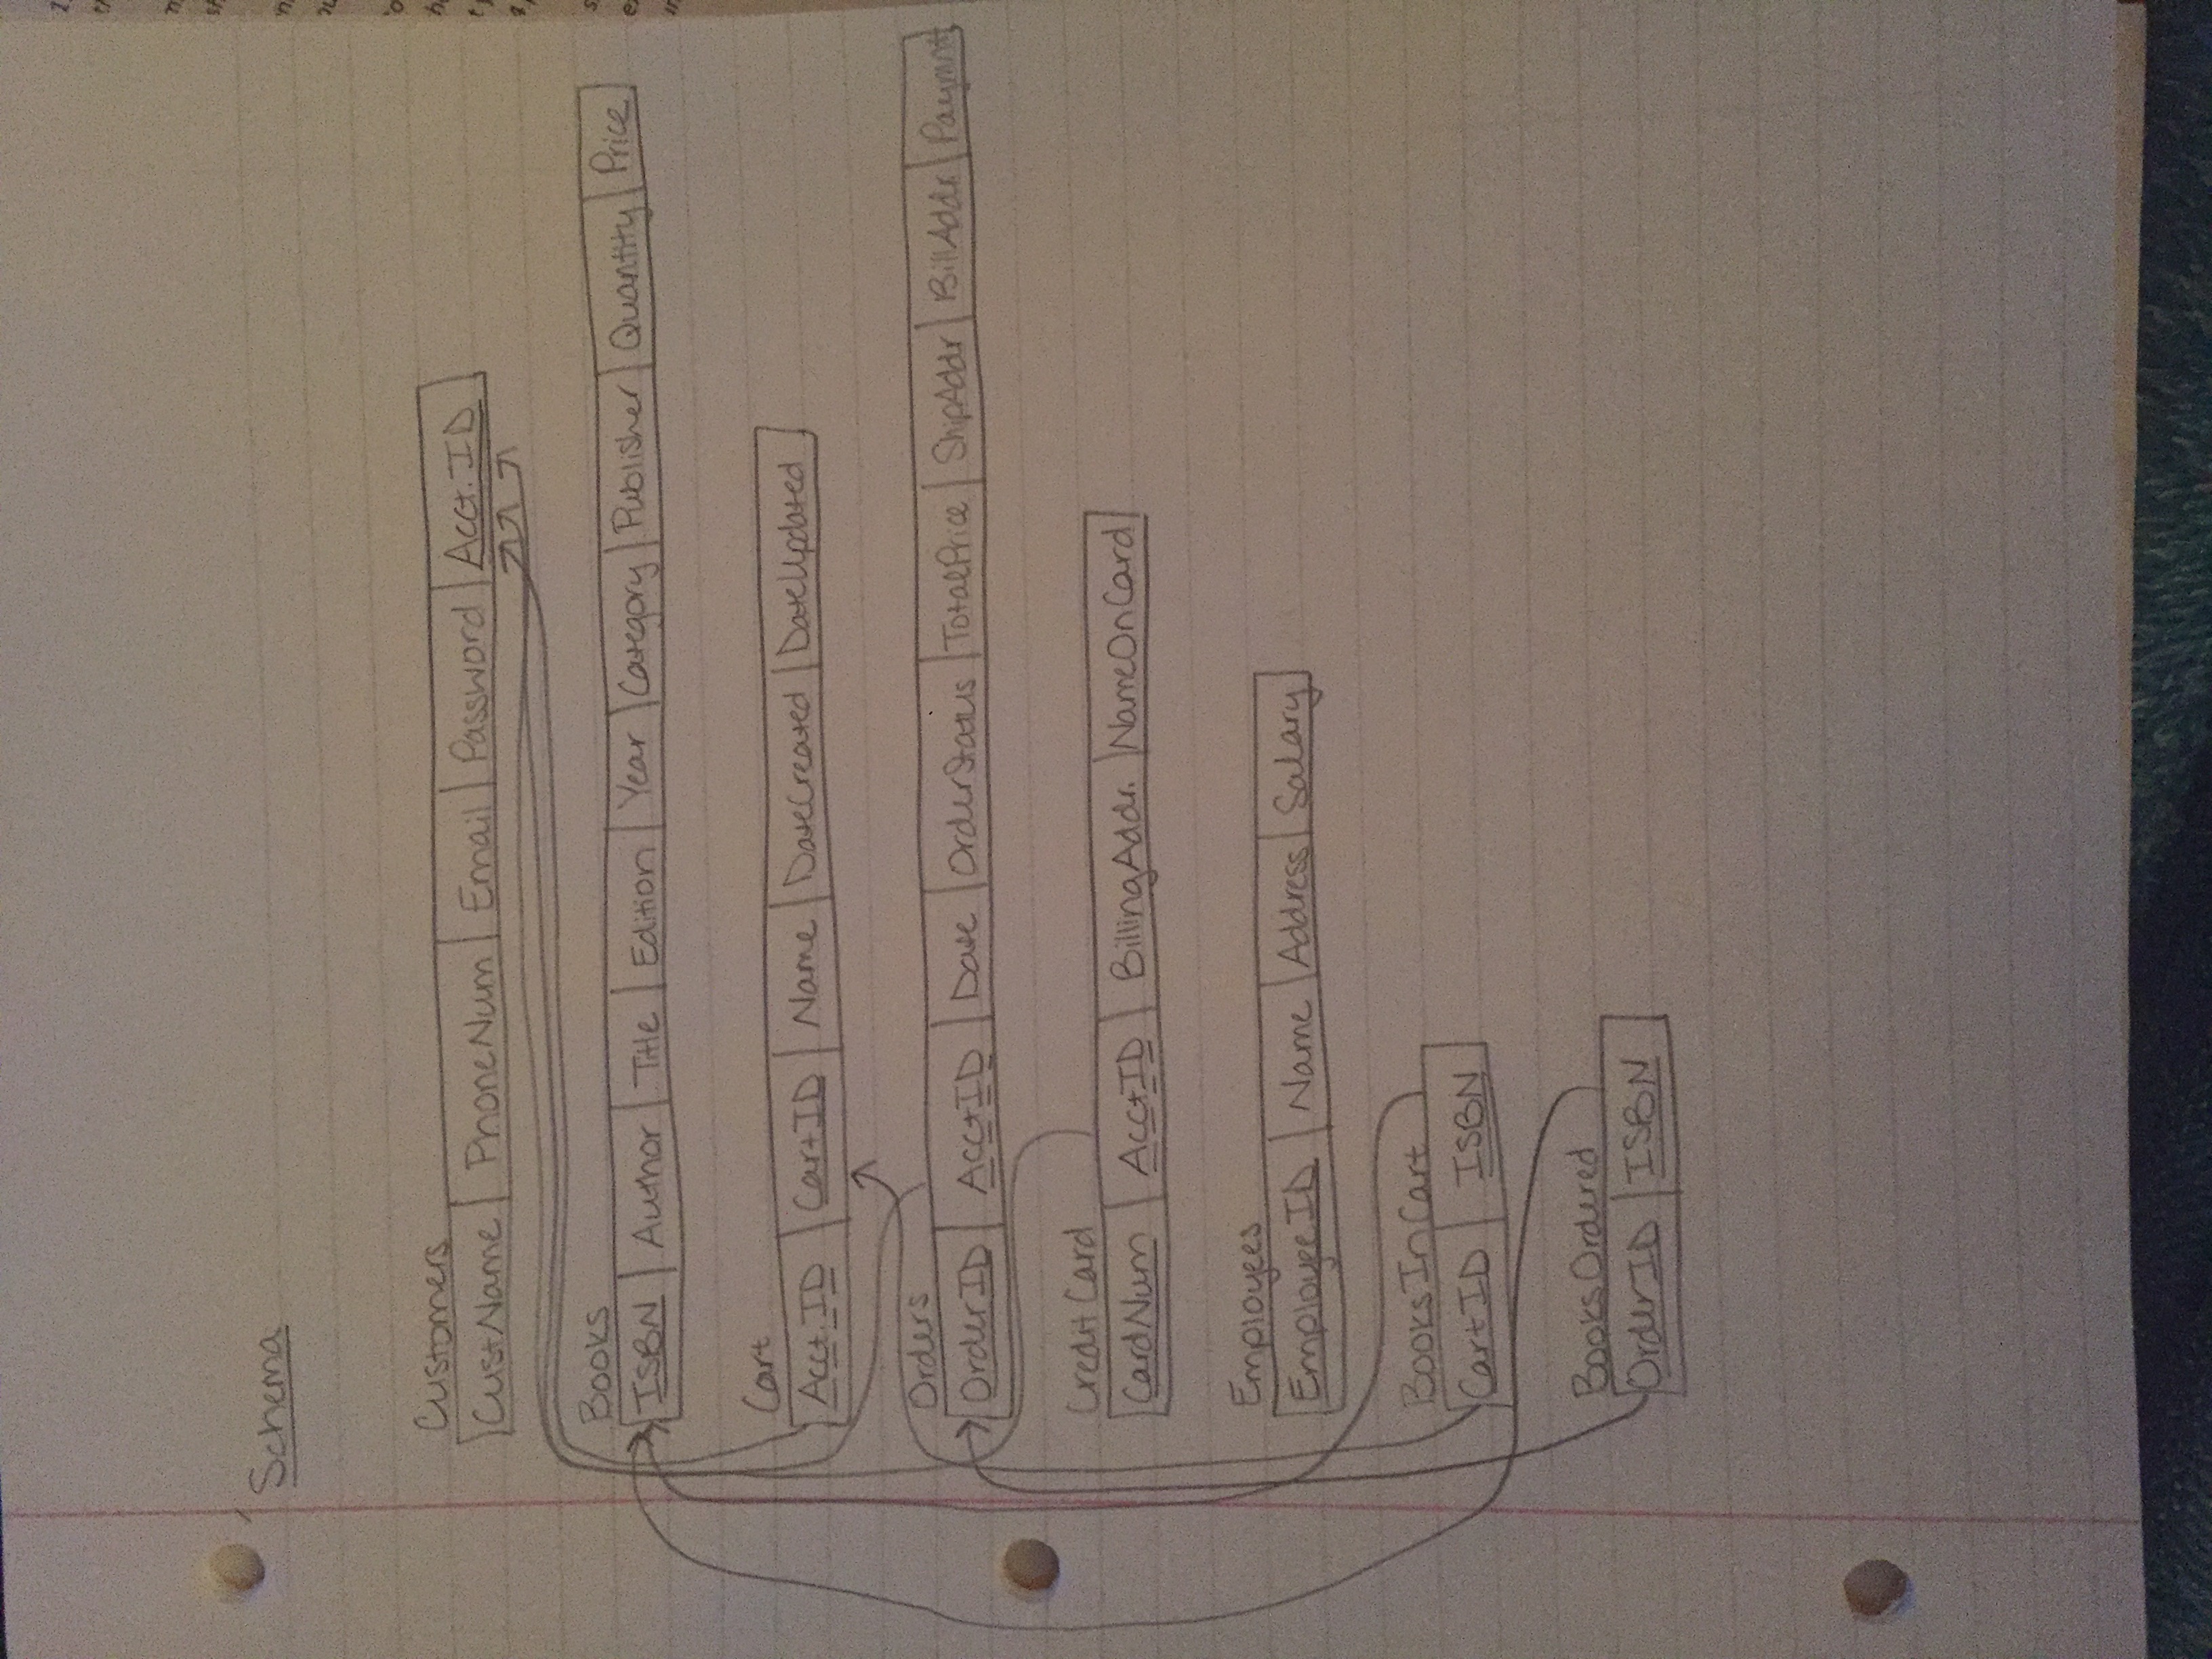 Schema
Customers
CustName PhoneNum Email Password Acct.ID
Books
ISBN Author Title Edition Year Category Publisher Quantity Price
Cart
Acct.ID CartID Name DateCreated DateUpdated
Orders
OrderID AcctID Date OrderStatus TotalPrice ShipAddr BillAddr. Paymnt
Credit Card
CardNum AcctID BillingAddr. NameOnCard
Employees
EmployeeID Name Address Salary
BooksInCart
CartID ISBN
BooksOrdered
OrderID ISBN